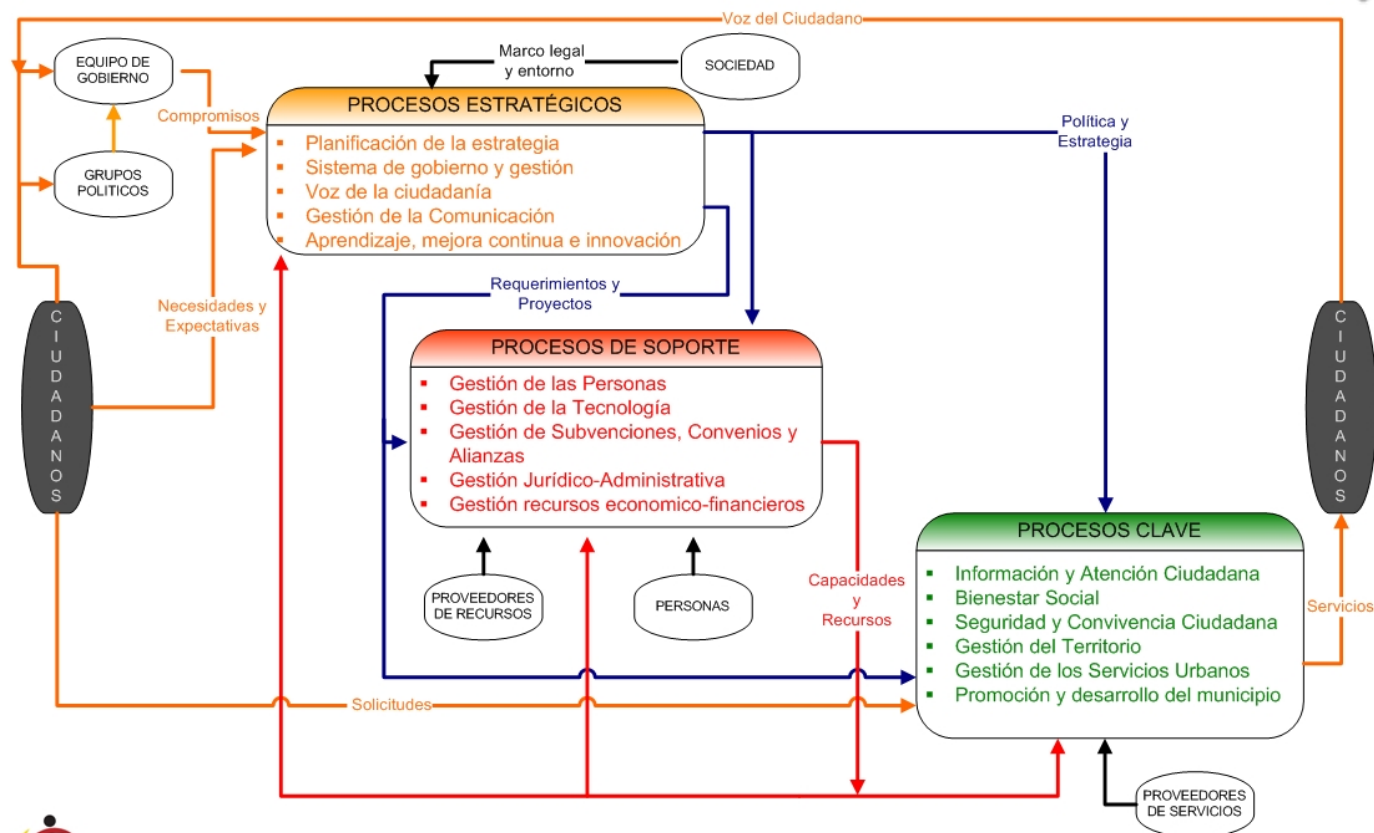 Voz del Ciudadano
EQUIPO DE
GOBIERNO
Marco legal
y entorno
SOCIEDAD
Compromisos
GRUPOS
POLITICOS
PROCESOS ESTRATÉGICOS
▪ Planificación de la estrategia
▪ Sistema de gobierno y gestión
▪ Voz de la ciudadanía
▪ Gestión de la Comunicación
▪ Aprendizaje, mejora continua e innovación
Política y
Estrategia
Necesidades y
Expectativas
Requerimientos y
Proyectos
CIUDADANOS
PROCESOS DE SOPORTE
▪ Gestión de las Personas
▪ Gestión de la Tecnología
▪ Gestión de Subvenciones, Convenios y
Alianzas
▪ Gestión Jurídico-Administrativa
▪ Gestión recursos economico-financieros
CIUDADANOS
PROVEEDORES
DE RECURSOS
PERSONAS
Capacidades
y
Recursos
PROCESOS CLAVE
▪ Información y Atención Ciudadana
▪ Bienestar Social
▪ Seguridad y Convivencia Ciudadana
▪ Gestión del Territorio
▪ Gestión de los Servicios Urbanos
▪ Promoción y desarrollo del municipio
Servicios
Solicitudes
PROVEEDORES
DE SERVICIOS